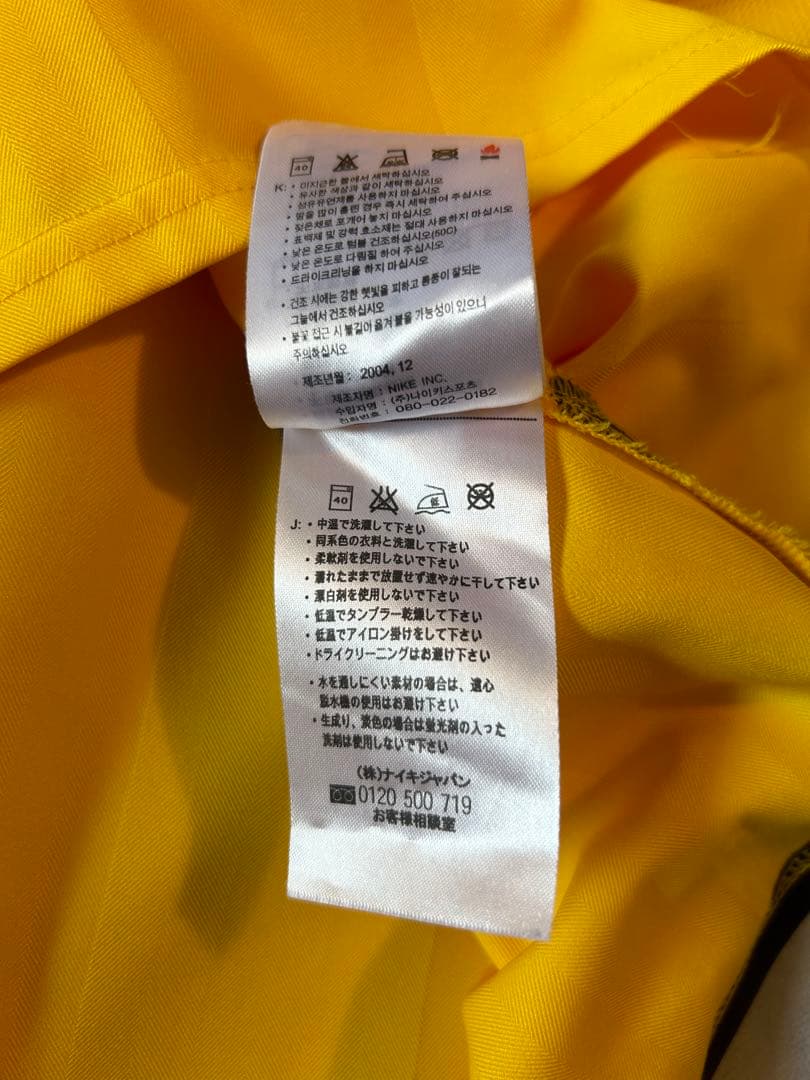 40
K: • 미지근한 물에서 세탁하십시오
• 유사한 색상과 같이 세탁하십시오
• 섬유유연제를 사용하지 마십시오
• 땀을 많이 흘린 경우 즉시 세탁하여 주십시오
• 젖은채로 포개어 놓지 마십시오
• 표백제 및 강력 효소제는 절대 사용하지 마십시오
• 낮은 온도로 텀블 건조하십시오(50C)
• 낮은 온도로 다림질 하여 주십시오
• 드라이크리닝을 하지 마십시오
• 건조 시에는 강한 햇빛을 피하고 통풍이 잘되는
그늘에서 건조하십시오
• 불꽃 접근 시 불길이 옮겨 붙을 가능성이 있으니
주의하십시오
제조년월 : 2004, 12
제조자명 : NIKE INC.
수입자명 : (주)나이키스포츠
전화번호 : 080-022-0182
40 低
J: • 中温で洗濯して下さい
• 同系色の衣料と洗濯して下さい
• 柔軟剤を使用しないで下さい
• 濡れたままで放置せず速やかに干して下さい
• 漂白剤を使用しないで下さい
• 低温でタンブラー乾燥して下さい
• 低温でアイロン掛けをして下さい
• ドライクリーニングはお避け下さい
• 水を通しにくい素材の場合は、遠心
脱水機の使用はお避け下さい
• 生成り、淡色の場合は蛍光剤の入った
洗剤は使用しないで下さい
(株)ナイキジャパン
0120 500 719
お客様相談室